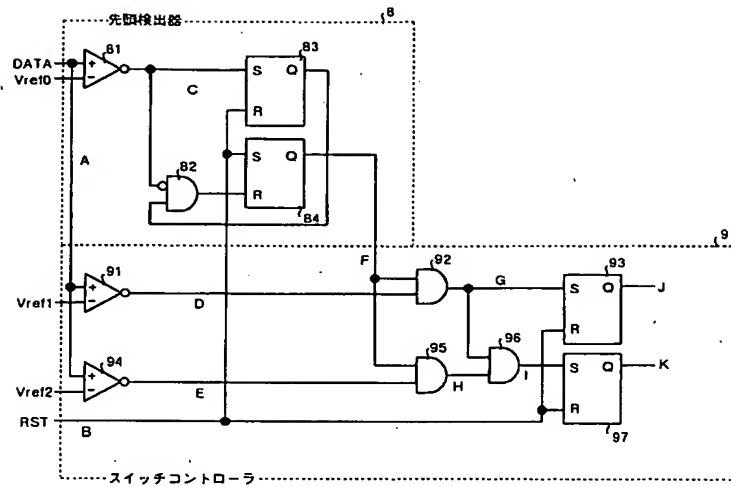 先頭検出器
8
DATA
Vref0
+
-
81
C
S
Q
R
83
A
82
S
Q
R
84
9
F
91
+
-
Vref1
D
92
G
93
S
Q
R
J
94
+
-
Vref2
E
95
H
96
I
S
Q
R
K
97
RST
B
スイッチコントローラ